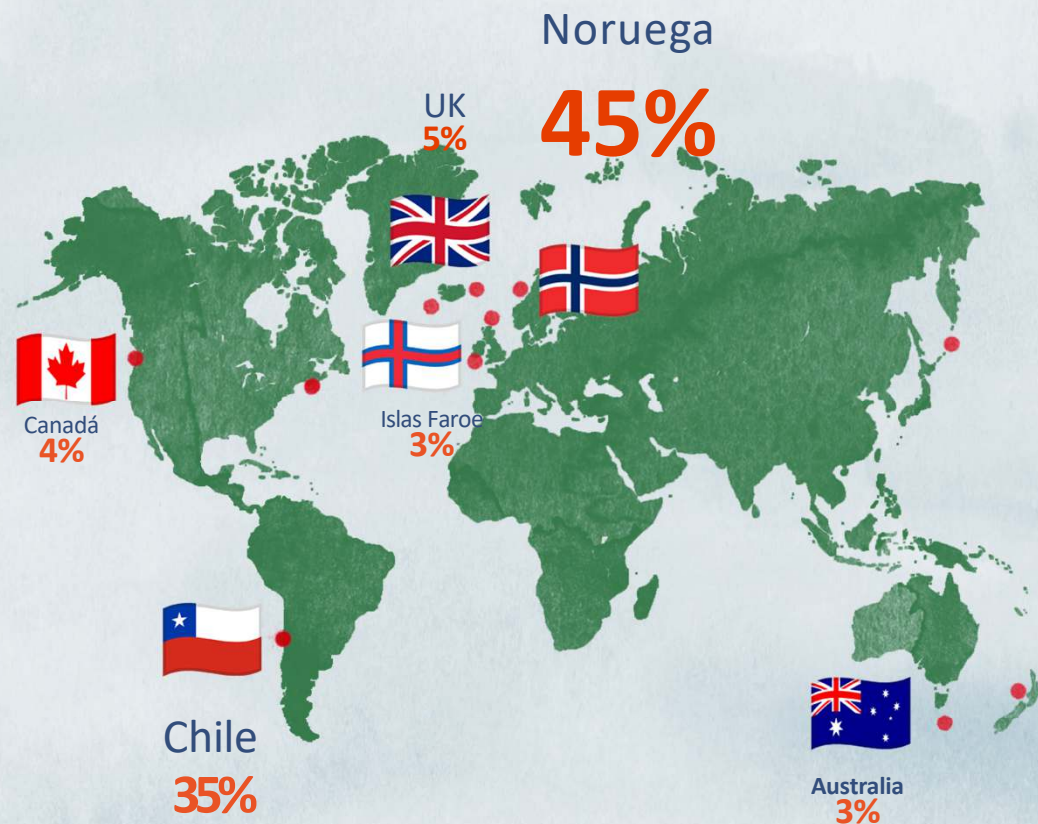 Noruega
45%
UK
5%
Canadá
4%
Islas Faroe
3%
Chile
35%
Australia
3%